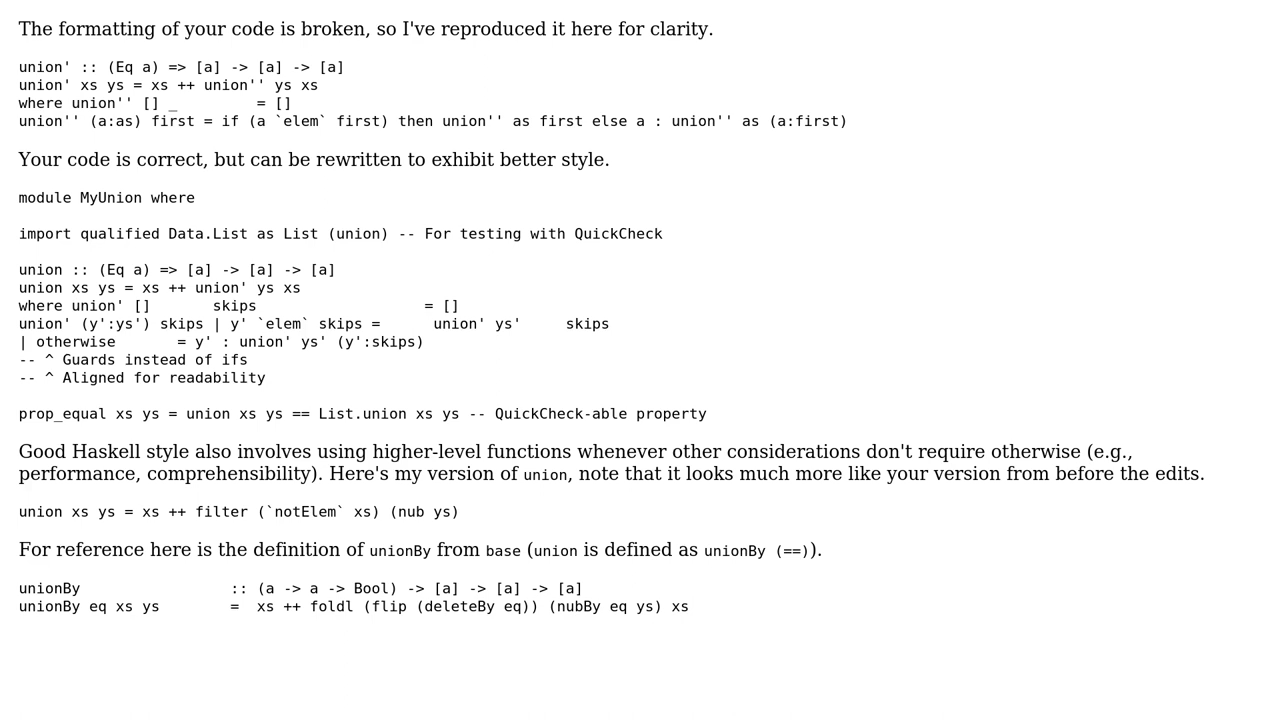 The formatting of your code is broken, so I've reproduced it here for clarity.
union' :: (Eq a) => [a] -> [a] -> [a]
union' xs ys = xs ++ union'' ys xs
where union'' [] _         = []
union'' (a:as) first = if (a `elem` first) then union'' as first else a : union'' as (a:first)
Your code is correct, but can be rewritten to exhibit better style.
module MyUnion where
import qualified Data.List as List (union) -- For testing with QuickCheck
union :: (Eq a) => [a] -> [a] -> [a]
union xs ys = xs ++ union' ys xs
where union' []       skips                   = []
union' (y':ys') skips | y' `elem` skips =      union' ys'     skips
| otherwise       = y' : union' ys' (y':skips)
-- ^ Guards instead of ifs
-- ^ Aligned for readability
prop_equal xs ys = union xs ys == List.union xs ys -- QuickCheck-able property
Good Haskell style also involves using higher-level functions whenever other considerations don't require otherwise (e.g.,
performance, comprehensibility). Here's my version of union, note that it looks much more like your version from before the edits.
union xs ys = xs ++ filter (`notElem` xs) (nub ys)
For reference here is the definition of unionBy from base (union is defined as unionBy (==)).
unionBy                 :: (a -> a -> Bool) -> [a] -> [a] -> [a]
unionBy eq xs ys        =  xs ++ foldl (flip (deleteBy eq)) (nubBy eq ys) xs